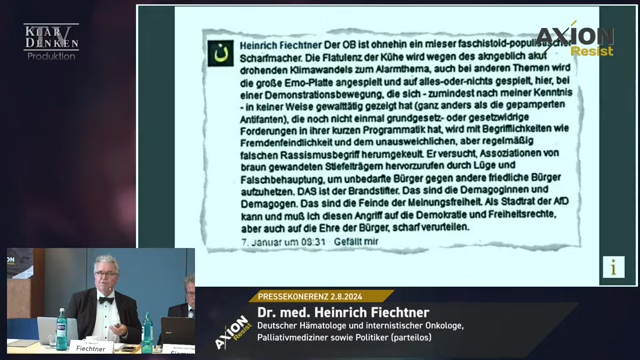 KLAR
DENKEN
TV
Produktion
AXION
Resist
ن
Heinrich Fiechtner Der OB ist ohnehin ein mieser faschistoid-populistischer
Scharfmacher. Die Flatulenz der Kühe wird wegen des akngeblich akut
drohenden Klimawandels zum Alarmthema, auch bei anderen Themen wird
die große Emo-Platte angespielt und auf alles-oder-nichts gespielt, hier, bei
einer Demonstrationsbewegung, die sich - zumindest nach meiner Kenntnis
- in keiner Weise gewalttätig gezeigt hat (ganz anders als die gepamperten
Antifanten), die noch nicht einmal grundgesetz- oder gesetzwidrige
Forderungen in ihrer kurzen Programmatik hat, wird mit Begrifflichkeiten wie
Fremdenfeindlichkeit und dem unausweichlichen, aber regelmäßig
falschen Rassismusbegriff herumgekeult. Er versucht, Assoziationen von
braun gewandeten Stiefelträgern hervorzurufen durch Lüge und
Falschbehauptung, um unbedarfte Bürger gegen andere friedliche Bürger
aufzuhetzen. DAS ist der Brandstifter. Das sind die Demagoginnen und
Demagogen. Das sind die Feinde der Meinungsfreiheit. Als Stadtrat der AfD
kann und muß ich diesen Angriff auf die Demokratie und Freiheitsrechte,
aber auch auf die Ehre der Bürger, scharf verurteilen.
7. Januar um 08:31 Gefällt mir
i
Fiechtner
PRESSEKONFERENZ 2.8.2024
Dr. med. Heinrich Fiechtner
Deutscher Hämatologe und internistischer Onkologe,
Palliativmediziner sowie Politiker (parteilos)
AXION
Resist